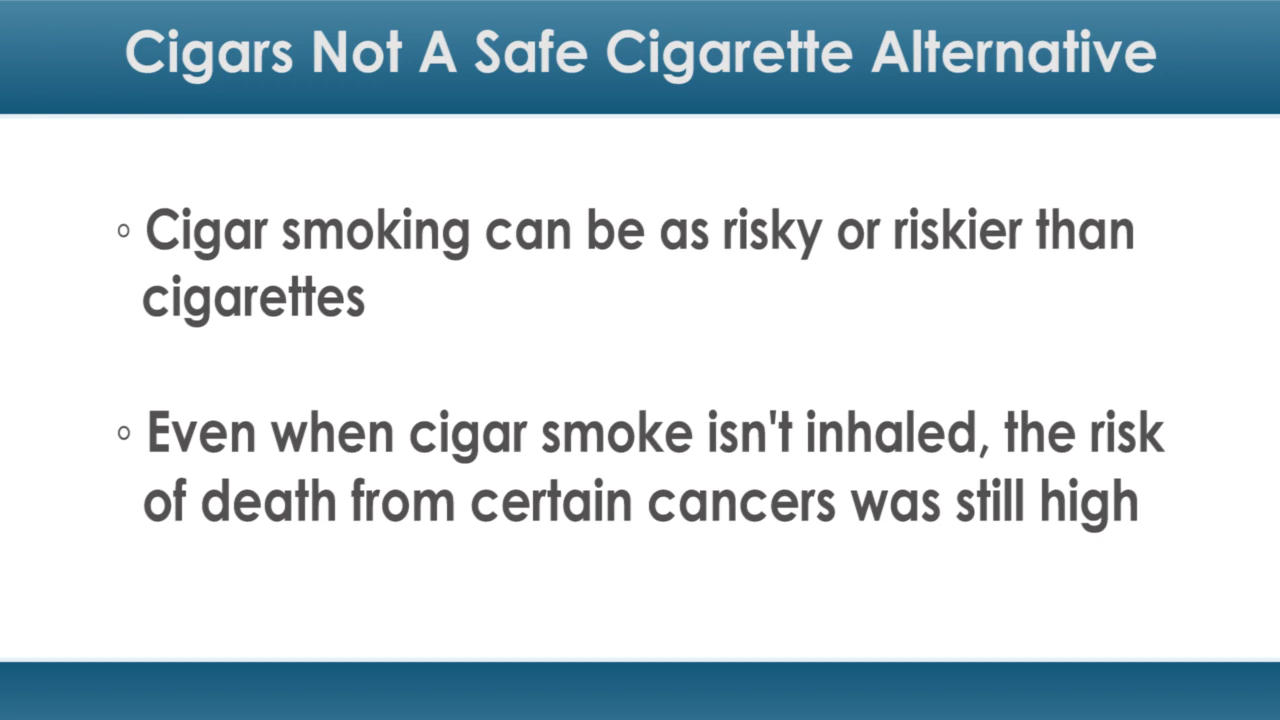 Cigars Not A Safe Cigarette Alternative
◦ Cigar smoking can be as risky or riskier than
cigarettes
◦ Even when cigar smoke isn't inhaled, the risk
of death from certain cancers was still high